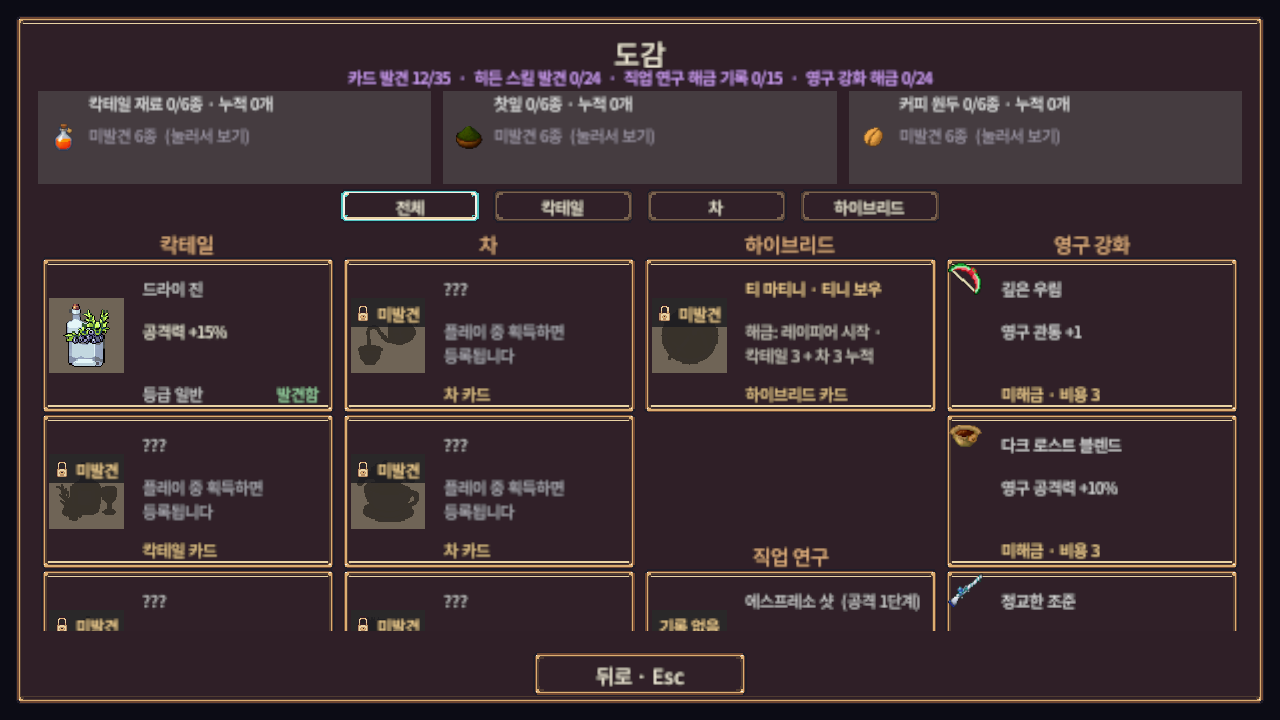 도감
카드 발견 12/35 · 히든 스킬 발견 0/24 · 직업 연구 해금 기록 0/15 · 영구 강화 해금 0/24
칵테일 재료 0/6종 · 누적 0개
미발견 6종 (눌러서 보기)
찻잎 0/6종 · 누적 0개
미발견 6종 (눌러서 보기)
커피 원두 0/6종 · 누적 0개
미발견 6종 (눌러서 보기)
전체
칵테일
차
하이브리드
칵테일
드라이 진
공격력 +15%
등급 일반
발견함
???
미발견
플레이 중 획득하면
등록됩니다
칵테일 카드
???
미발견
차
???
미발견
플레이 중 획득하면
등록됩니다
차 카드
???
미발견
플레이 중 획득하면
등록됩니다
차 카드
???
미발견
하이브리드
티 마티니 · 티니 보우
미발견
해금: 레이피어 시작 ·
칵테일 3 + 차 3 누적
하이브리드 카드
직업 연구
에스프레소 샷 (공격 1단계)
기록 없음
영구 강화
깊은 우림
영구 관통 +1
미해금 · 비용 3
다크 로스트 블렌드
영구 공격력 +10%
미해금 · 비용 3
정교한 조준
뒤로 · Esc